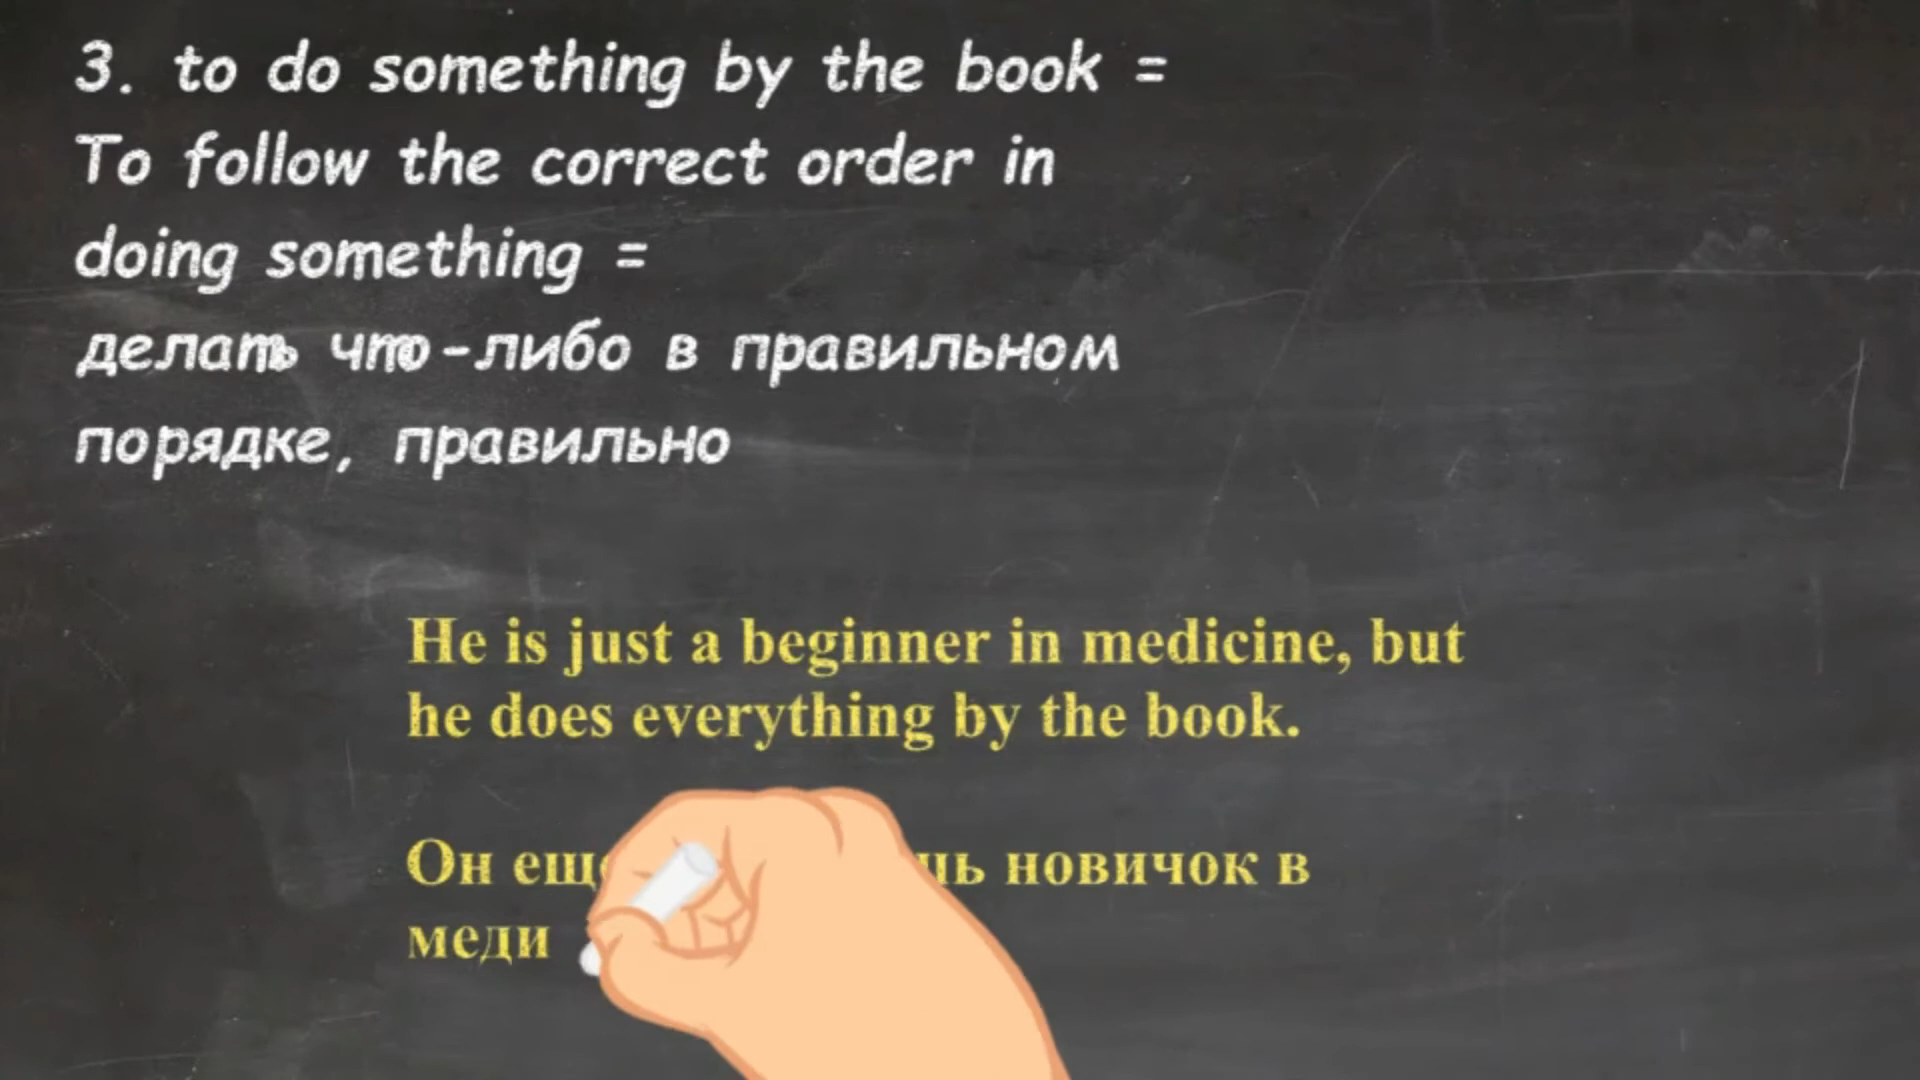 3. to do something by the book =
To follow the correct order in
doing something =
делать что-либо в правильном
порядке, правильно
He is just a beginner in medicine, but
he does everything by the book.
Он новичок в
меди